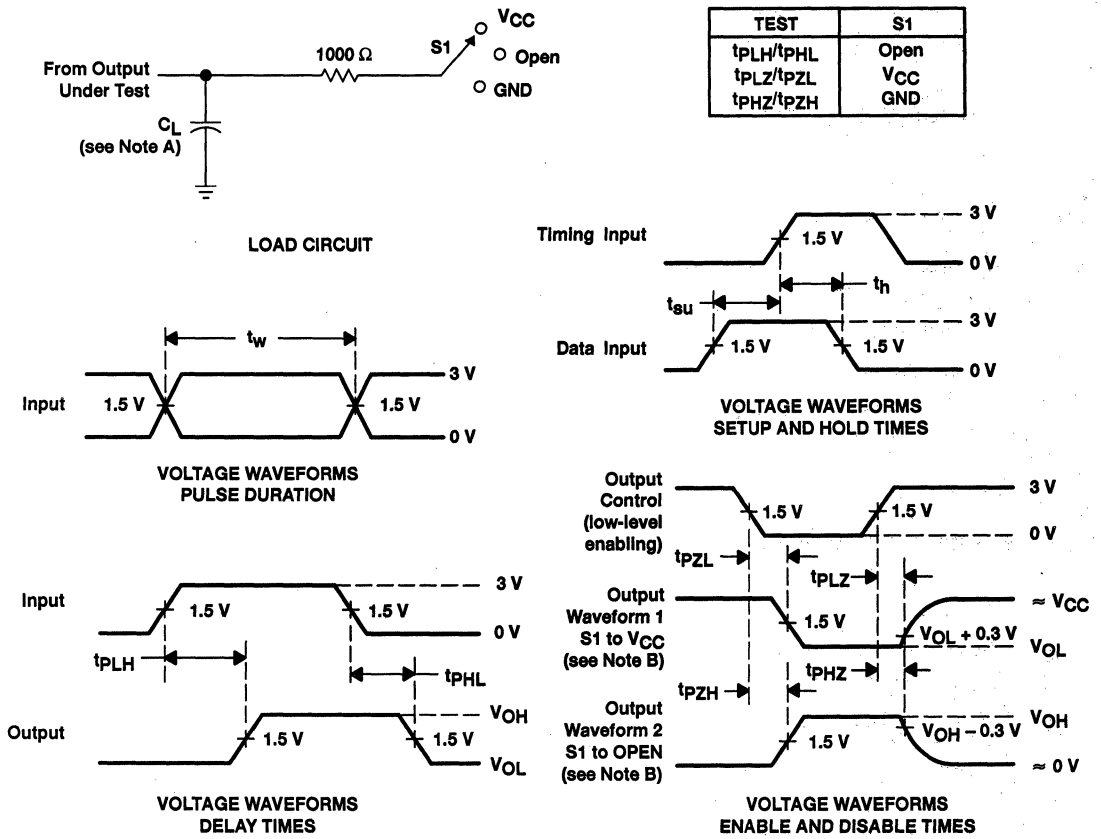 VCC
S1
Open
GND
1000 Ω
From Output
Under Test
CL
(see Note A)
LOAD CIRCUIT
TEST S1
tPLH/tPHL Open
tPLZ/tPZL VCC
tPHZ/tPZH GND
Timing Input
1.5 V
3 V
0 V
tsu
th
Data Input
1.5 V
1.5 V
3 V
0 V
VOLTAGE WAVEFORMS
SETUP AND HOLD TIMES
tw
Input
1.5 V
1.5 V
3 V
0 V
VOLTAGE WAVEFORMS
PULSE DURATION
Input
1.5 V
1.5 V
3 V
0 V
tPLH
tPHL
Output
1.5 V
1.5 V
VOH
VOL
VOLTAGE WAVEFORMS
DELAY TIMES
Output
Control
(low-level
enabling)
1.5 V
1.5 V
3 V
0 V
tPZL
tPLZ
Output
Waveform 1
S1 to VCC
(see Note B)
1.5 V
VOL + 0.3 V
≈ VCC
VOL
tPZH
tPHZ
Output
Waveform 2
S1 to OPEN
(see Note B)
1.5 V
VOH − 0.3 V
VOH
≈ 0 V
VOLTAGE WAVEFORMS
ENABLE AND DISABLE TIMES